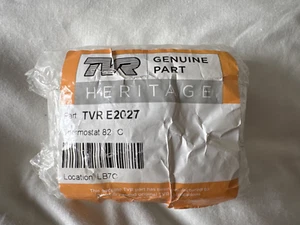 TVR
GENUINE
PART
HERITAGE
Part: TVR E2027
Thermostat 82 C
Location: LB7C